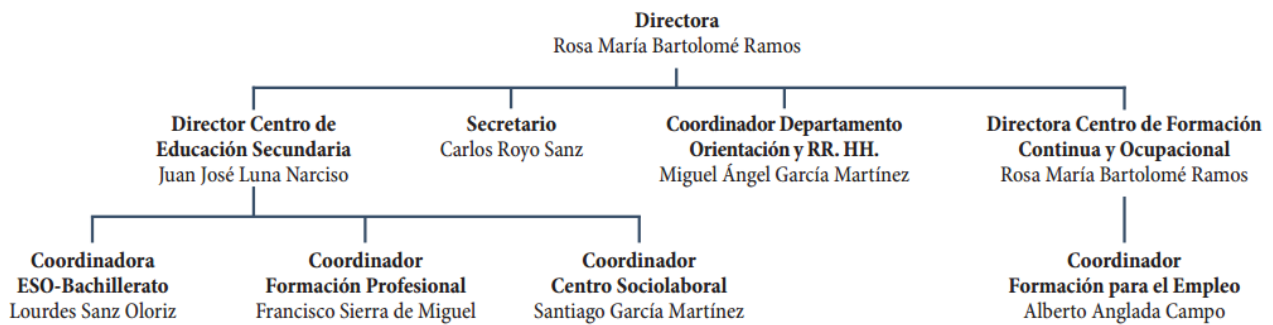 Directora
Rosa María Bartolomé Ramos
Director Centro de
Educación Secundaria
Juan José Luna Narciso
Secretario
Carlos Royo Sanz
Coordinador Departamento
Orientación y RR. HH.
Miguel Ángel García Martínez
Directora Centro de Formación
Continua y Ocupacional
Rosa María Bartolomé Ramos
Coordinadora
ESO-Bachillerato
Lourdes Sanz Oloriz
Coordinador
Formación Profesional
Francisco Sierra de Miguel
Coordinador
Centro Sociolaboral
Santiago García Martínez
Coordinador
Formación para el Empleo
Alberto Anglada Campo